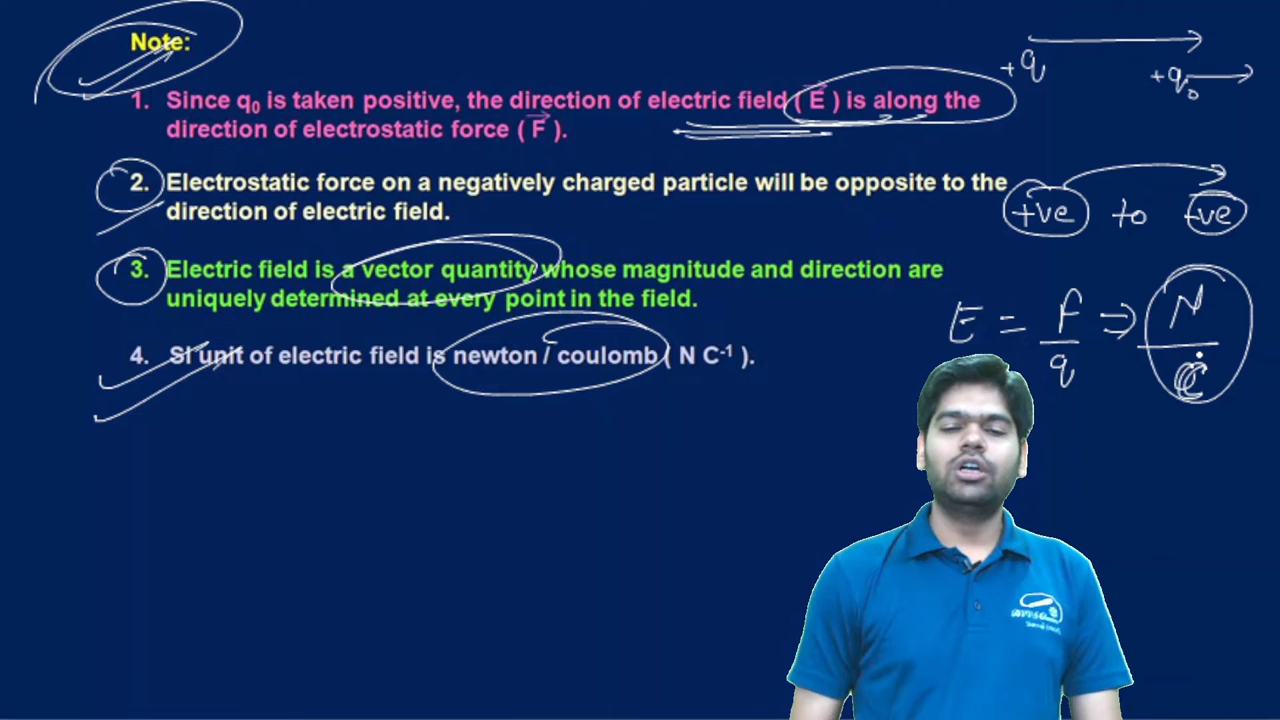 Note:
1. Since q₀ is taken positive, the direction of electric field ( E⃗ ) is along the
direction of electrostatic force ( F⃗ ).
2. Electrostatic force on a negatively charged particle will be opposite to the
direction of electric field.
3. Electric field is a vector quantity whose magnitude and direction are
uniquely determined at every point in the field.
4. SI unit of electric field is newton / coulomb ( N C⁻¹ ).
+q
+q₀
+ve to
E = F/q ⇒ N/C